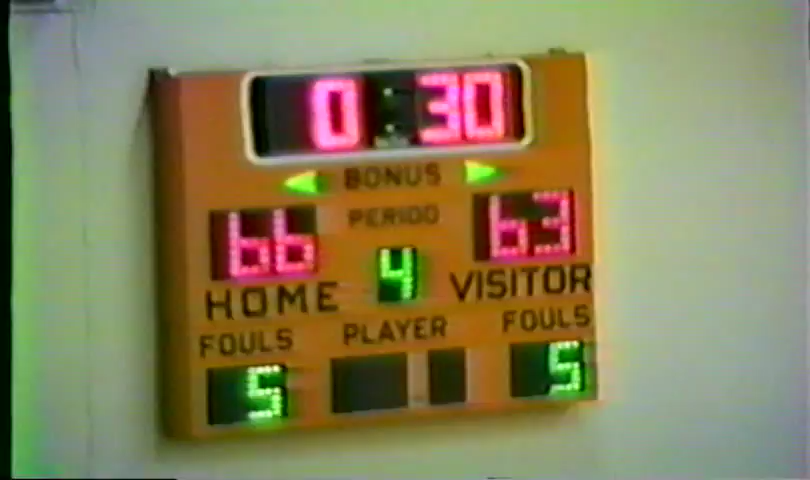 0:30
BONUS
66 PERIOD 63
4
HOME VISITOR
FOULS PLAYER FOULS
5 5